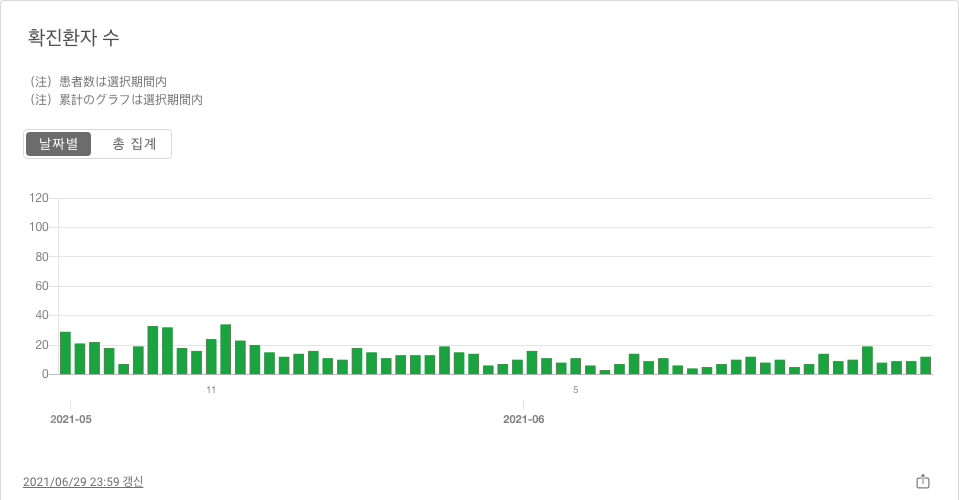 확진환자 수
（注）患者数は選択期間内
（注）累計のグラフは選択期間内
날짜별 총 집계
120
100
80
60
40
20
0
11 5
2021-05 2021-06
2021/06/29 23:59 갱신